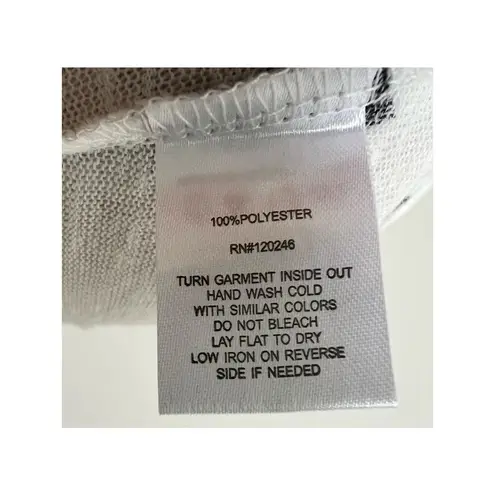 100%POLYESTER
RN#120246
TURN GARMENT INSIDE OUT
HAND WASH COLD
WITH SIMILAR COLORS
DO NOT BLEACH
LAY FLAT TO DRY
LOW IRON ON REVERSE
SIDE IF NEEDED